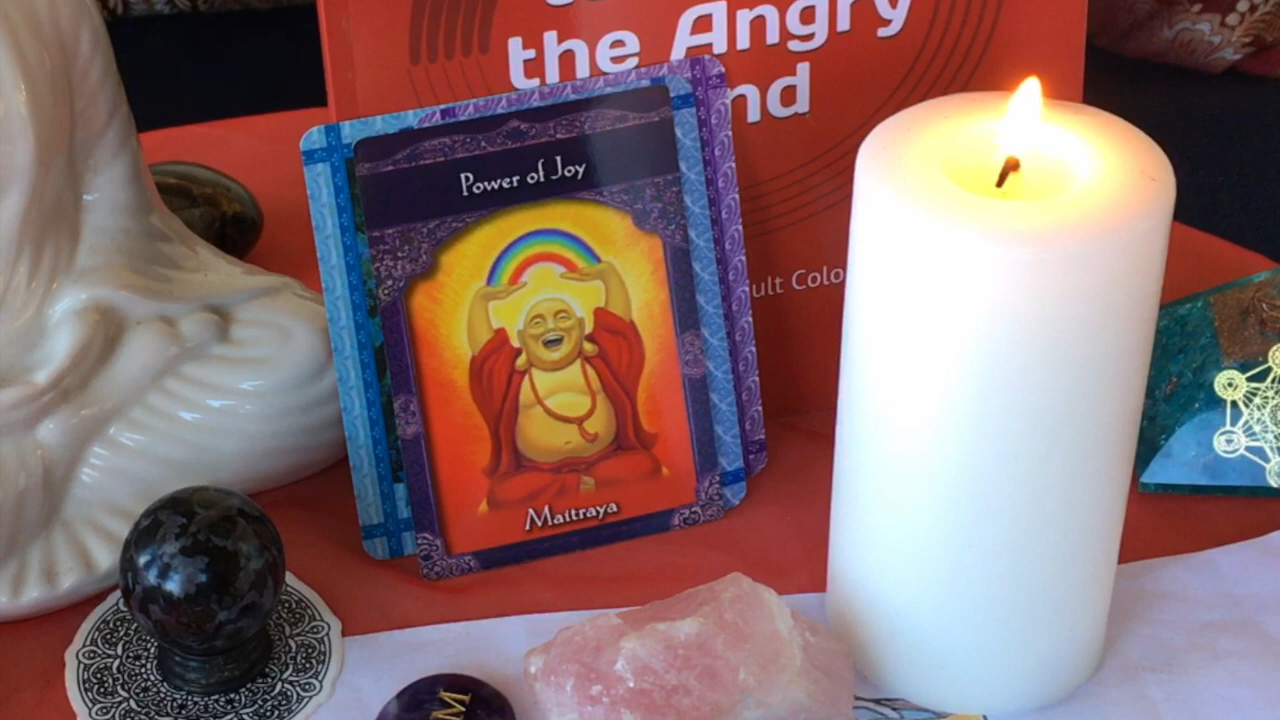 the Angry
nd
Power of Joy
ult Colo
Maitraya
M